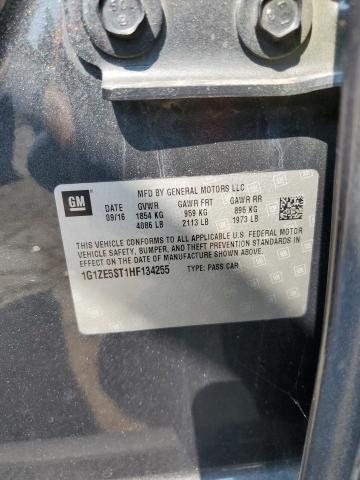 GM
MFD BY GENERAL MOTORS LLC
DATE GVWR GAWR FRT GAWR RR
09/16 1854 KG 959 KG 895 KG
4086 LB 2113 LB 1973 LB
THIS VEHICLE CONFORMS TO ALL APPLICABLE U.S. FEDERAL MOTOR
VEHICLE SAFETY, BUMPER, AND THEFT PREVENTION STANDARDS IN
EFFECT ON THE DATE OF MANUFACTURE SHOWN ABOVE.
1G1ZE5ST1HF134255 TYPE: PASS CAR